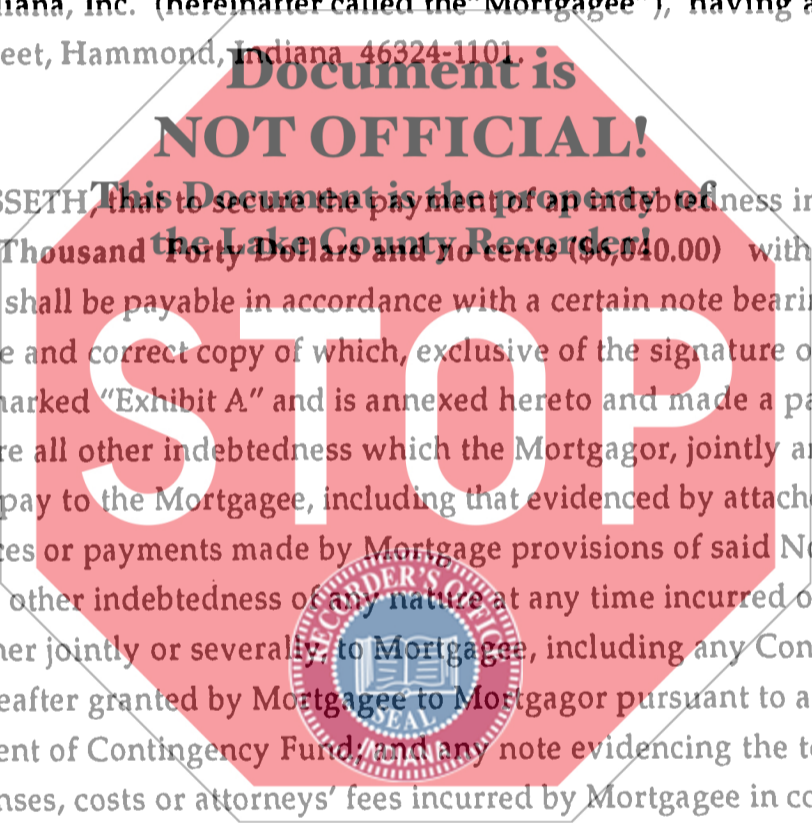 iana, Inc. (hereinafter called the "Mortgagee"), having a
eet, Hammond, Indiana 46324-1101.
Document is
NOT OFFICIAL!
This Document is the property of
the Lake County Recorder!
SSETH, that to secure the payment of an indebtedness in
Thousand Forty Dollars and no cents ($6,040.00) with
shall be payable in accordance with a certain note beari
e and correct copy of which, exclusive of the signature o
arked "Exhibit A" and is annexed hereto and made a pa
re all other indebtedness which the Mortgagor, jointly a
STOP
pay to the Mortgagee, including that evidenced by attach
es or payments made by Mortgage provisions of said No
other indebtedness of any nature at any time incurred o
er jointly or severally, to Mortgagee, including any Con
eafter granted by Mortgagee to Mortgagor pursuant to a
ent of Contingency Fund; and any note evidencing the t
nses, costs or attorneys' fees incurred by Mortgagee in co
RECORDER'S OFFICE
SEAL
INDIANA